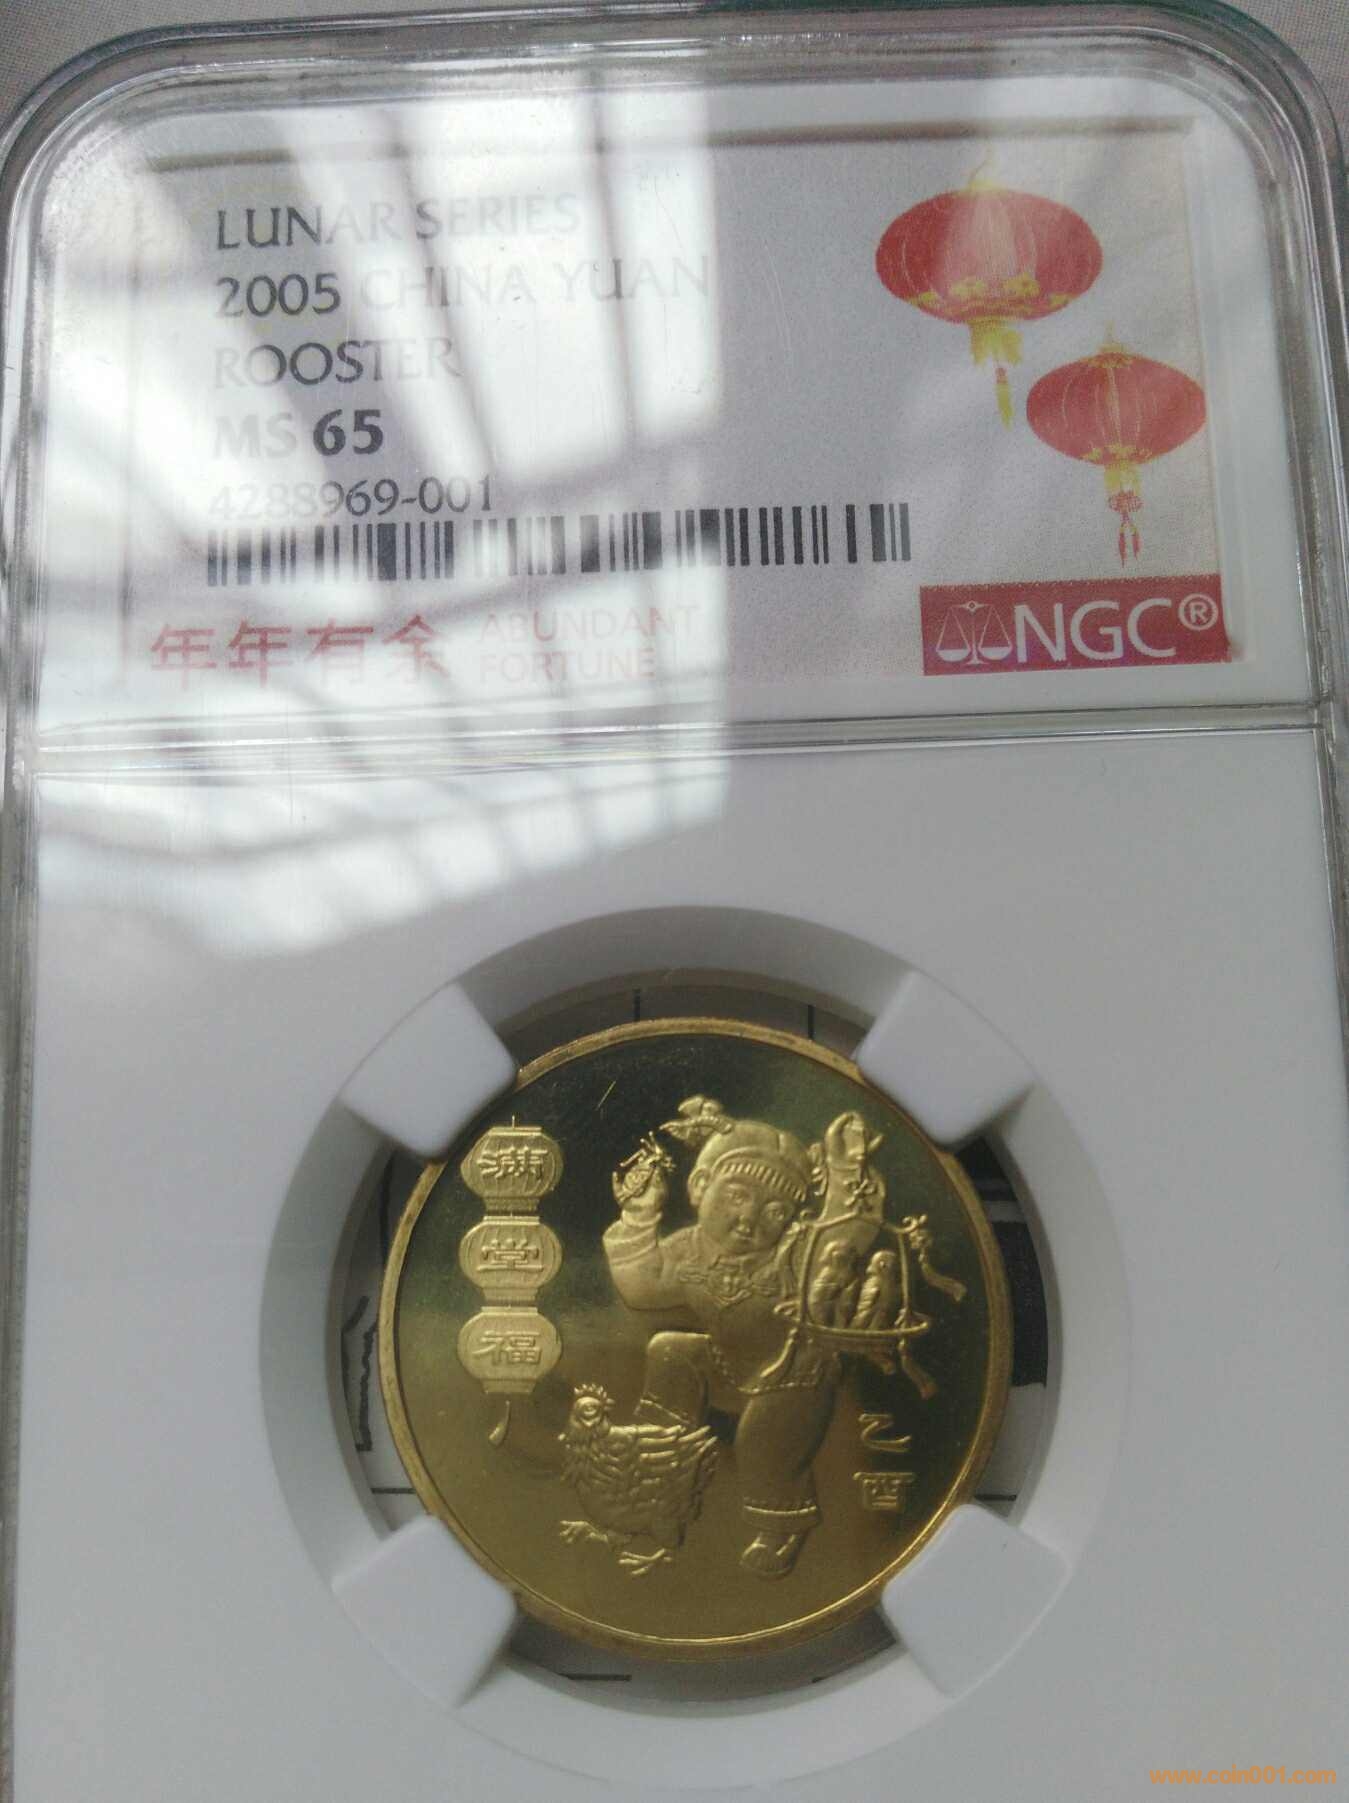 LUNAR SERIES
2005 CHINA YUAN
ROOSTER
MS 65
4288969-001
年年有余
ABUNDANT
FORTUNE
NGC®
满
堂
福
乙
酉
www.coin001.com